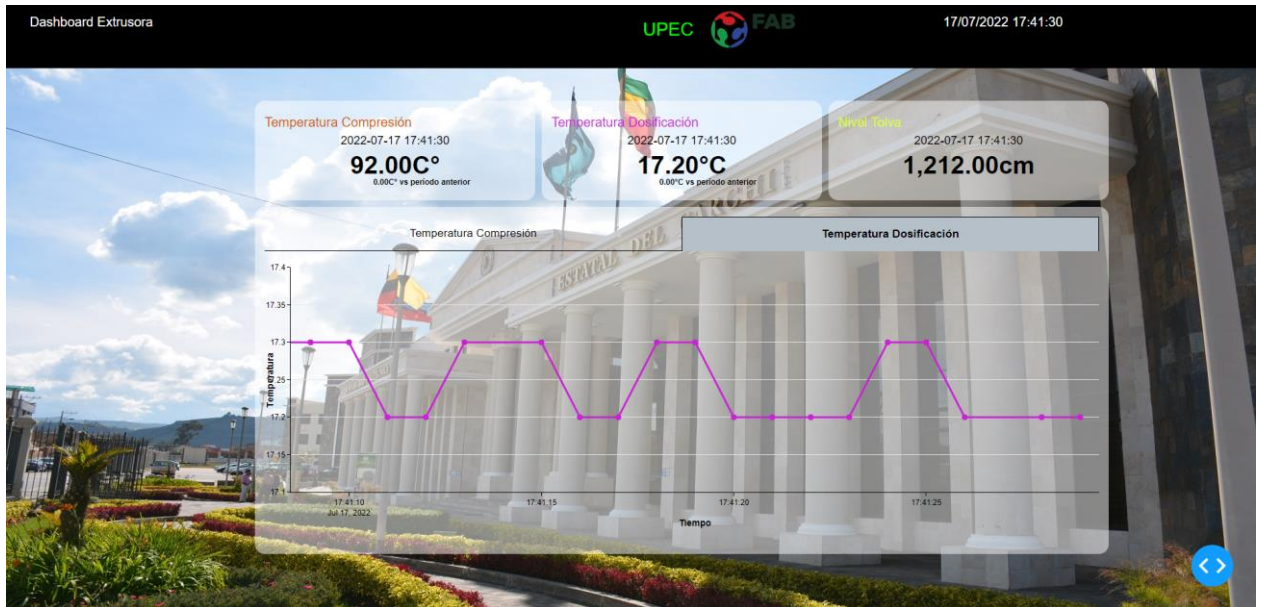 Dashboard Extrusora
UPEC
FAB
17/07/2022 17:41:30
Temperatura Compresión
2022-07-17 17:41:30
92.00C°
0.00C° vs período anterior
Temperatura Dosificación
2022-07-17 17:41:30
17.20°C
0.00°C vs período anterior
Nivel Tolva
2022-07-17 17:41:30
1,212.00cm
ESTATAL DEL CARCHI
Temperatura Compresión
Temperatura Dosificación
Temperatura
17.4
17.35
17.3
17.25
17.2
17.15
17.1
17:41:10
Jul 17, 2022
17:41:15
17:41:20
17:41:25
Tiempo